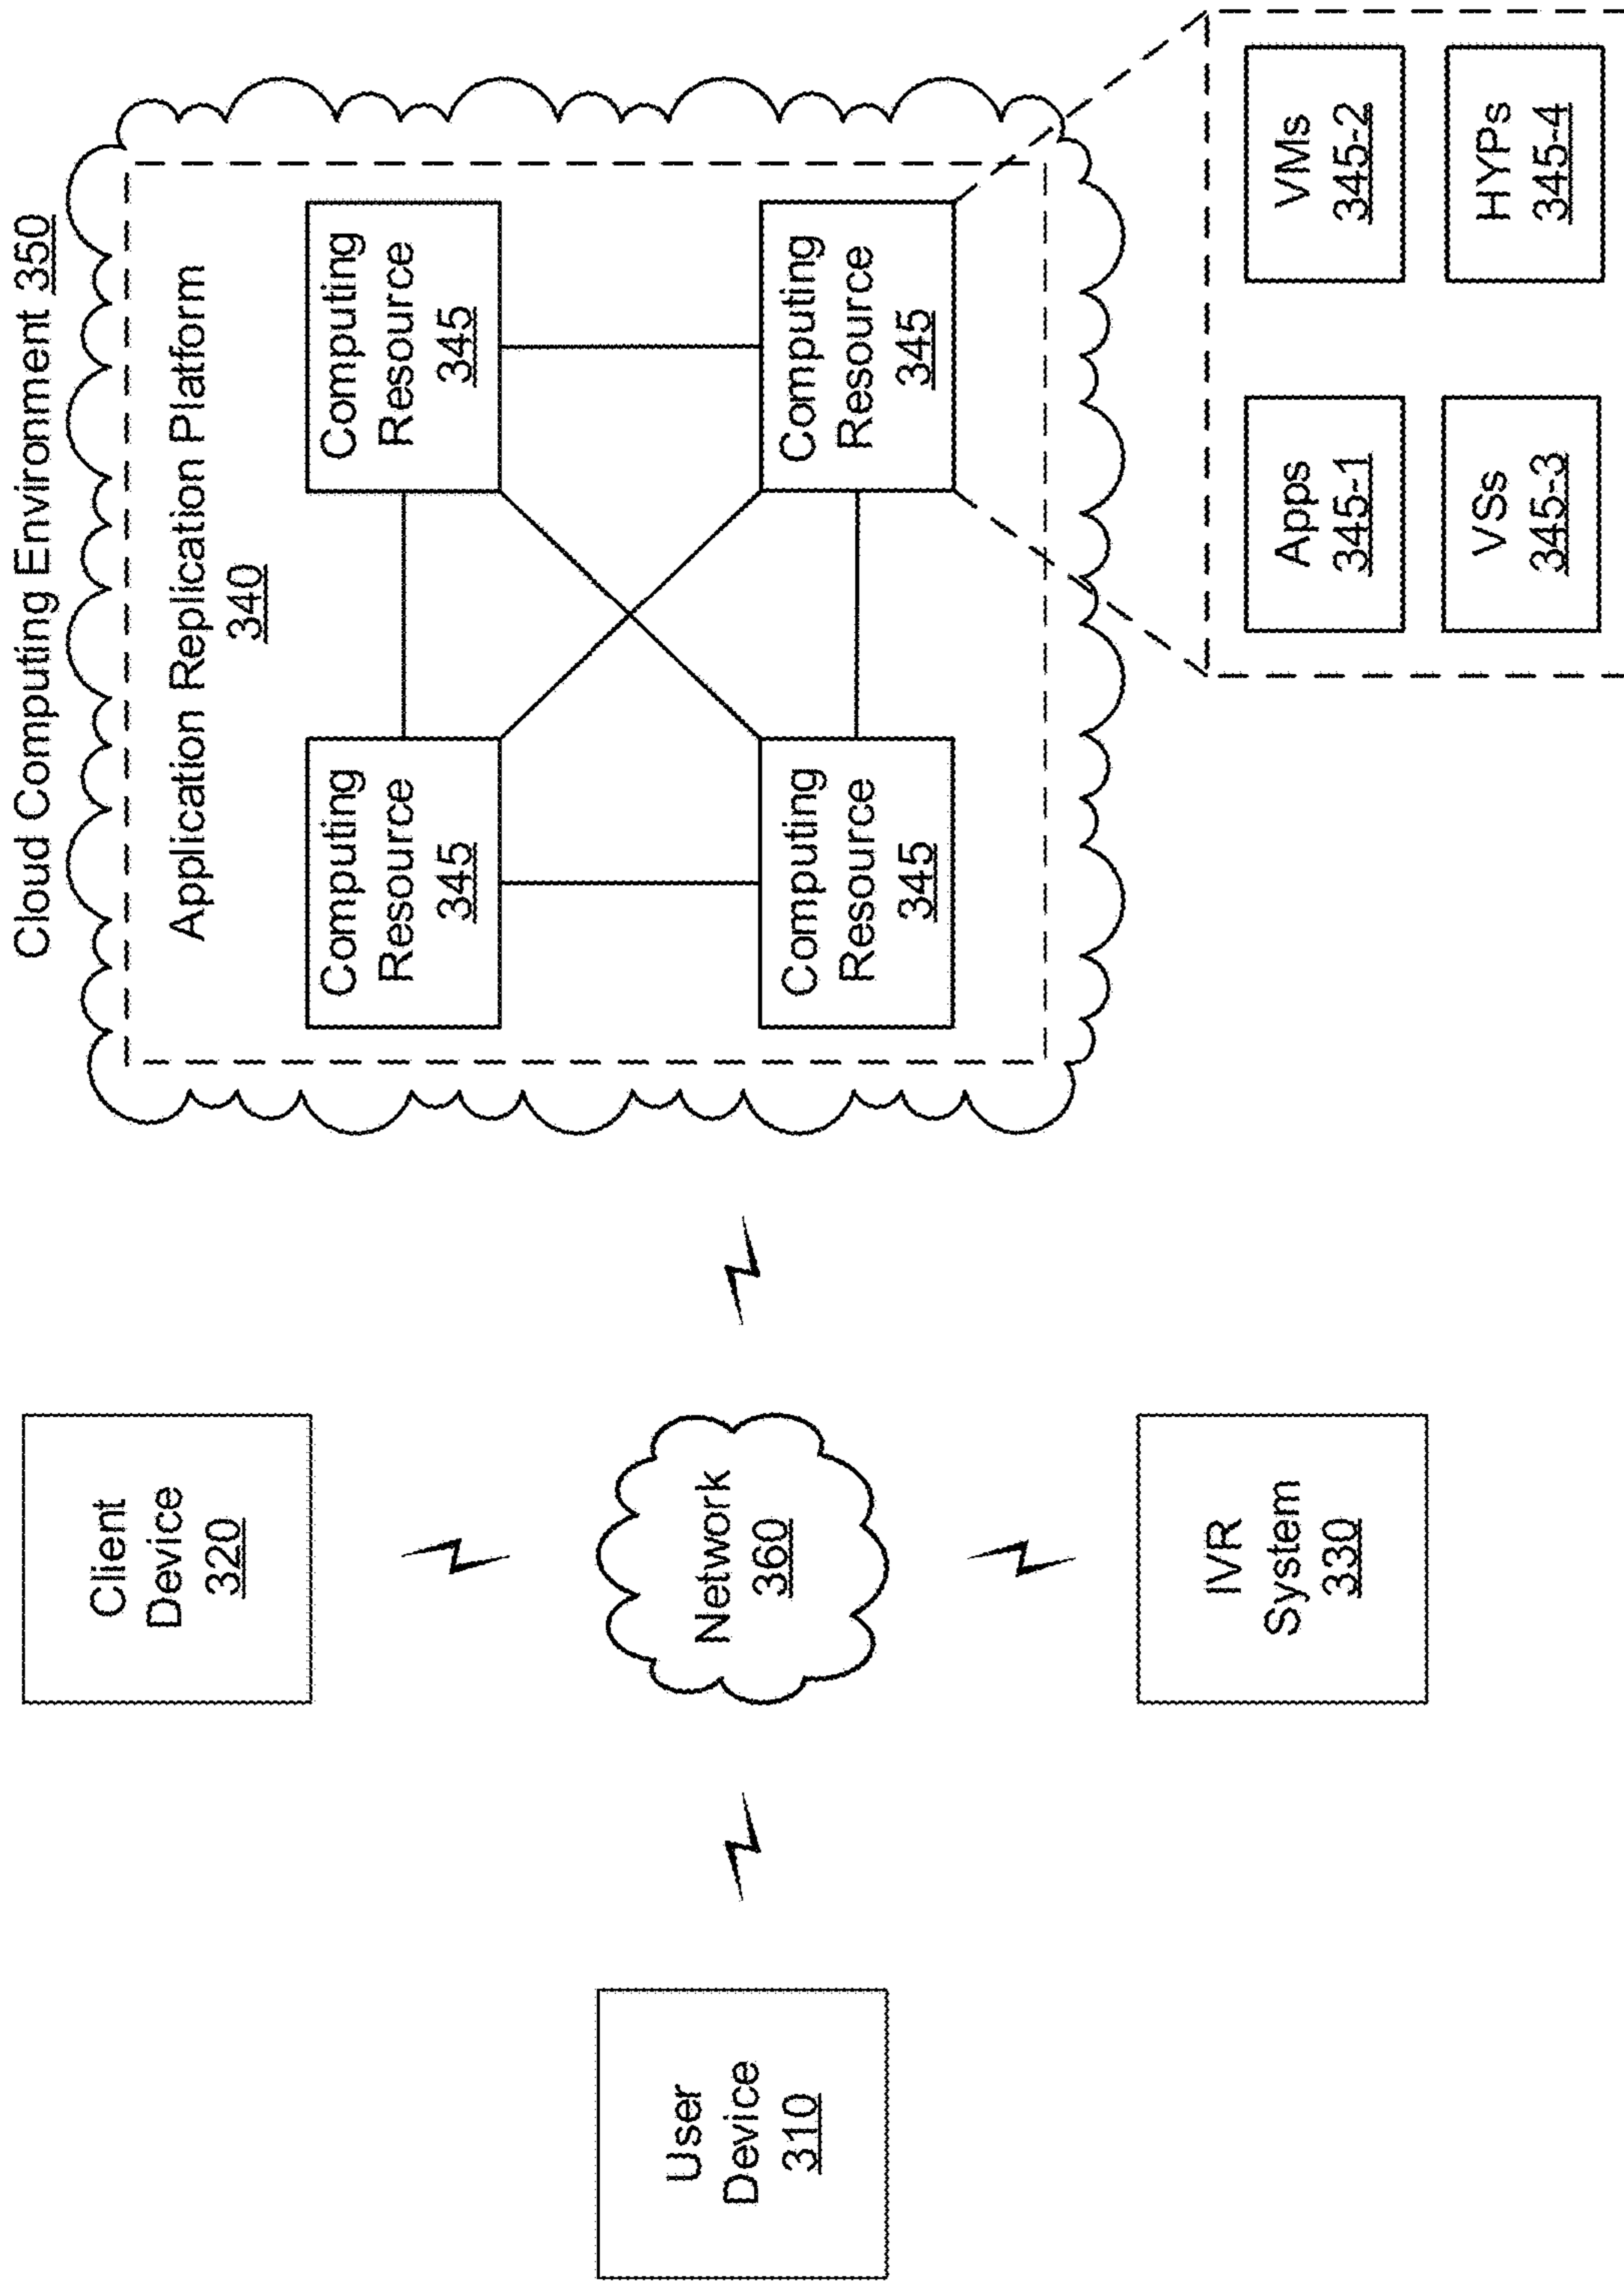 Cloud Computing Environment 350
Application Replication Platform
340
Computing
Resource
345
Computing
Resource
345
Computing
Resource
345
Computing
Resource
345
Client
Device
320
User
Device
310
Network
360
IVR
System
330
Apps
345-1
VMs
345-2
VSs
345-3
HYPs
345-4